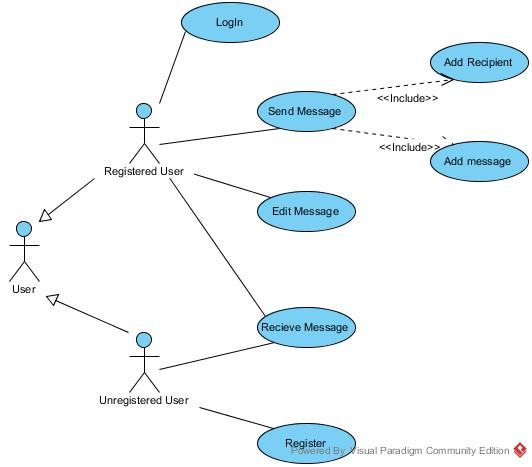 LogIn
Add Recipient
<<Include>>
Send Message
<<Include>>
Add message
Registered User
Edit Message
User
Recieve Message
Unregistered User
Register
Powered By Visual Paradigm Community Edition